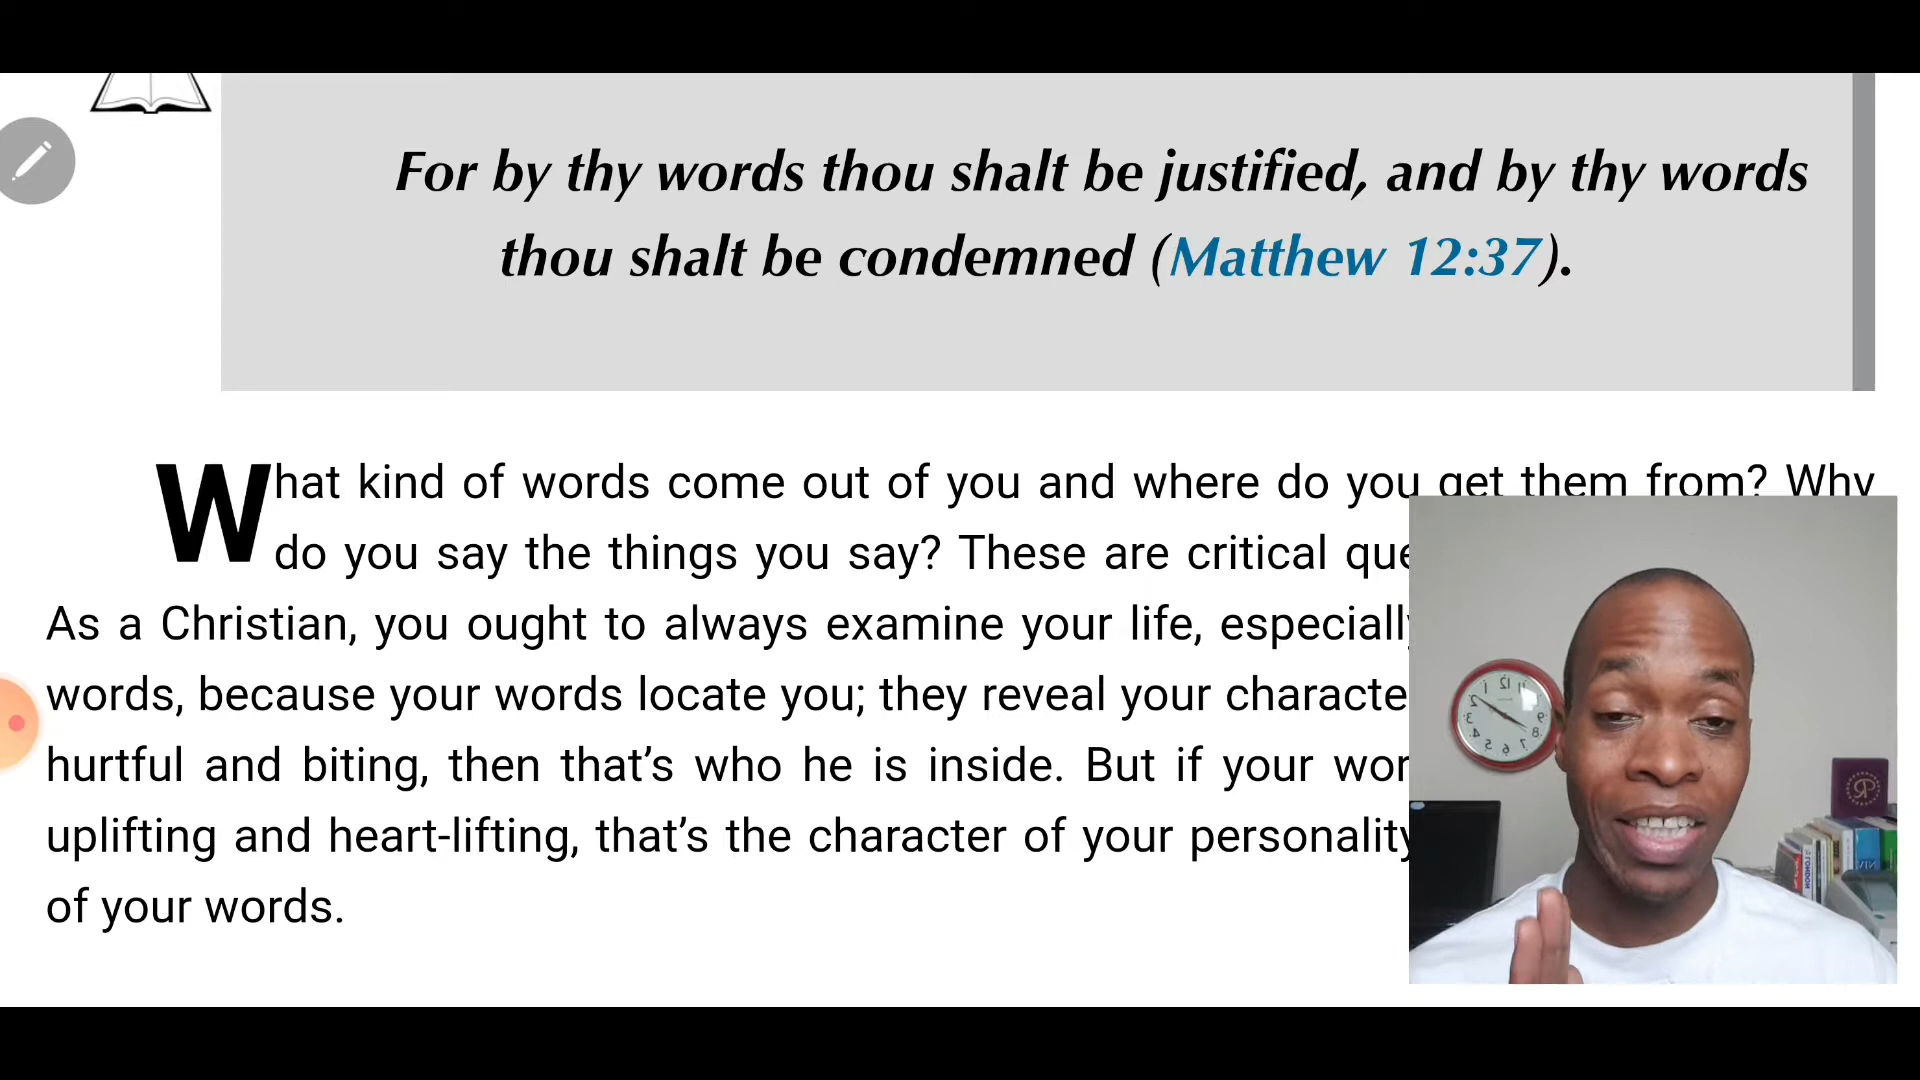 For by thy words thou shalt be justified, and by thy words
thou shalt be condemned (Matthew 12:37).
What kind of words come out of you and where do you get them from? Why
do you say the things you say? These are critical
As a Christian, you ought to always examine your life,
words, because your words locate you; they reveal your
hurtful and biting, then that’s who he is inside. But if your
uplifting and heart-lifting, that’s the character of your personality
of your words.